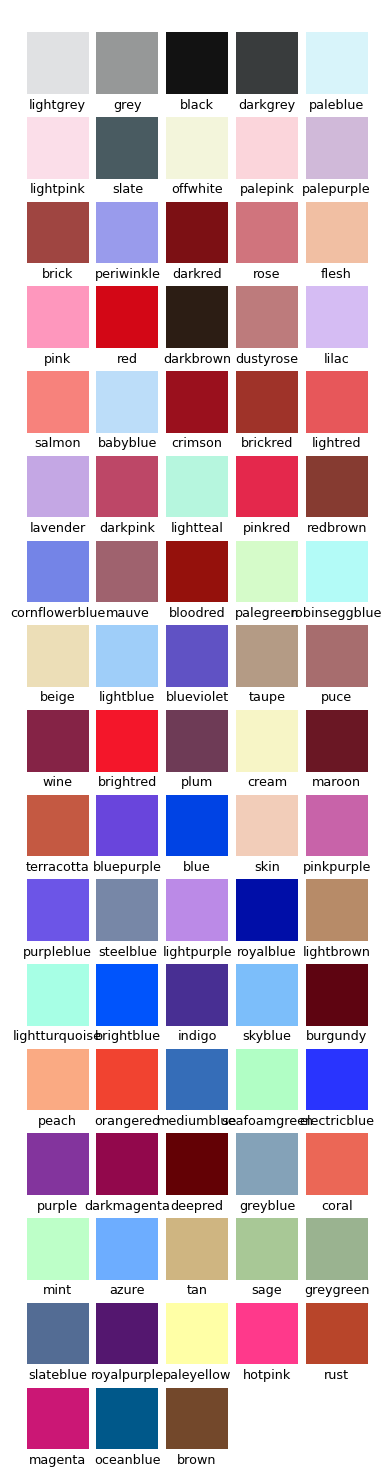 lightgrey grey black darkgrey paleblue
lightpink slate offwhite palepink palepurple
brick periwinkle darkred rose flesh
pink red darkbrown dustyrose lilac
salmon babyblue crimson brickred lightred
lavender darkpink lightteal pinkred redbrown
cornflowerblue mauve bloodred palegreen robinseggblue
beige lightblue blueviolet taupe puce
wine brightred plum cream maroon
terracotta bluepurple blue skin pinkpurple
purpleblue steelblue lightpurple royalblue lightbrown
lightturquoise brightblue indigo skyblue burgundy
peach orangered mediumblue seafoamgreen electricblue
purple darkmagenta deepred greyblue coral
mint azure tan sage greygreen
slateblue royalpurple paleyellow hotpink rust
magenta oceanblue brown